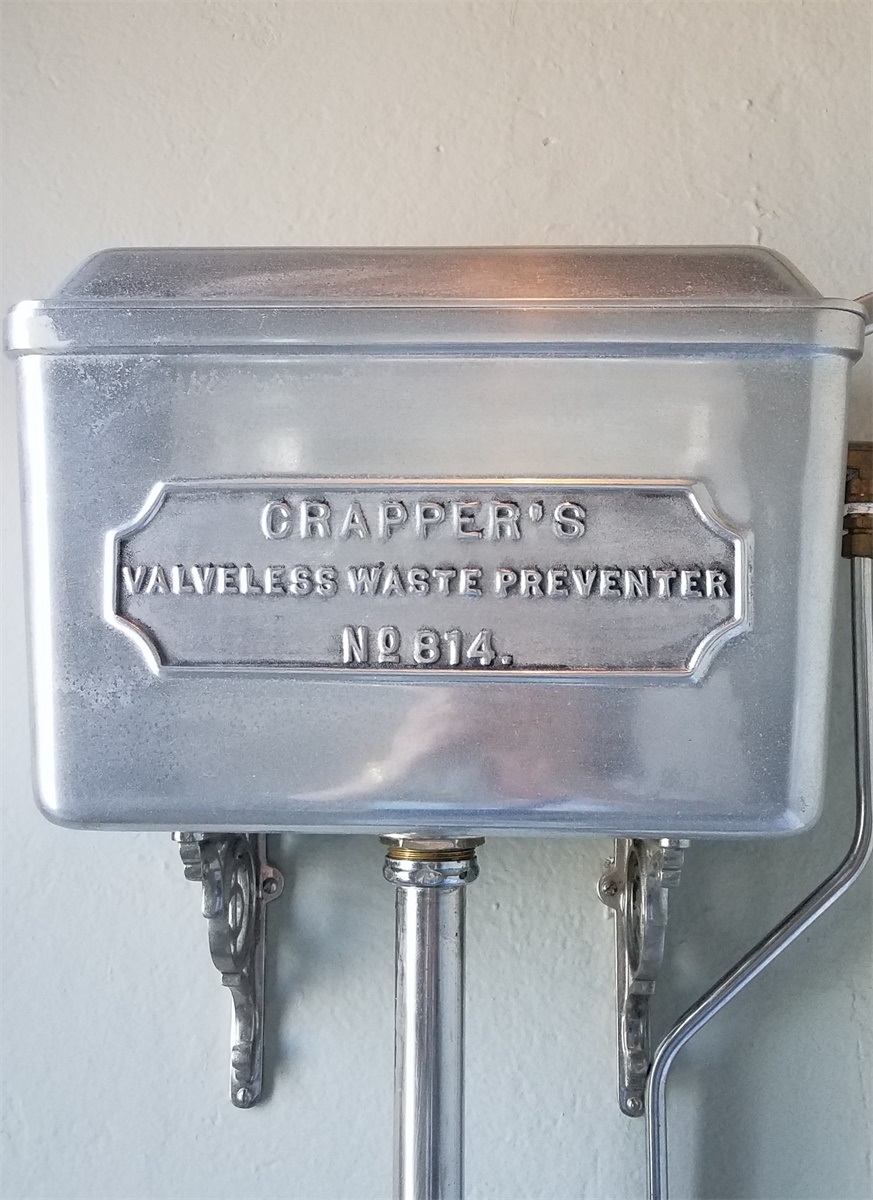 CRAPPER'S
VALVELESS WASTE PREVENTER
Nº 814.